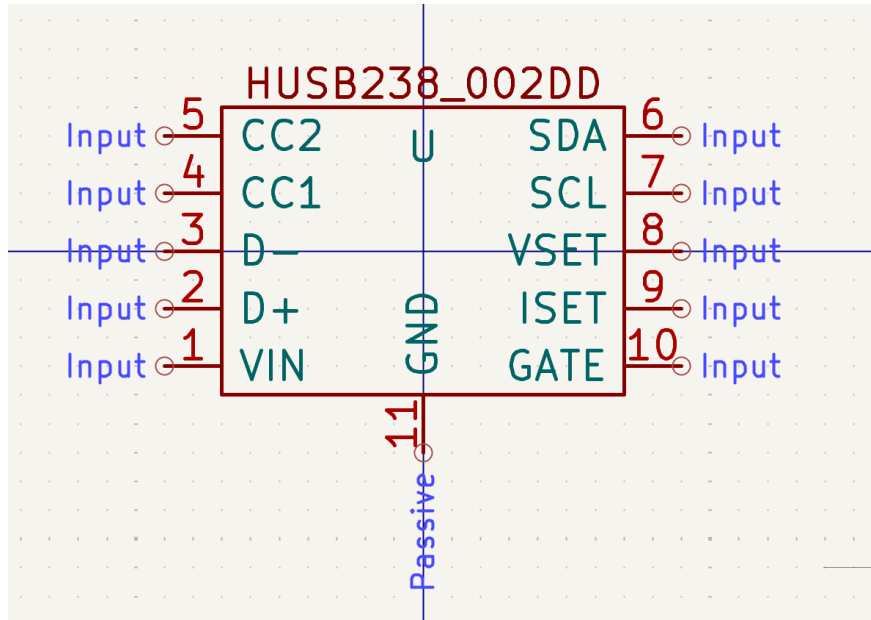 HUSB238_002DD
Input 5 CC2 U SDA 6 Input
Input 4 CC1 SCL 7 Input
Input 3 D- VSET 8 Input
Input 2 D+ ISET 9 Input
Input 1 VIN GND GATE 10 Input
11
Passive